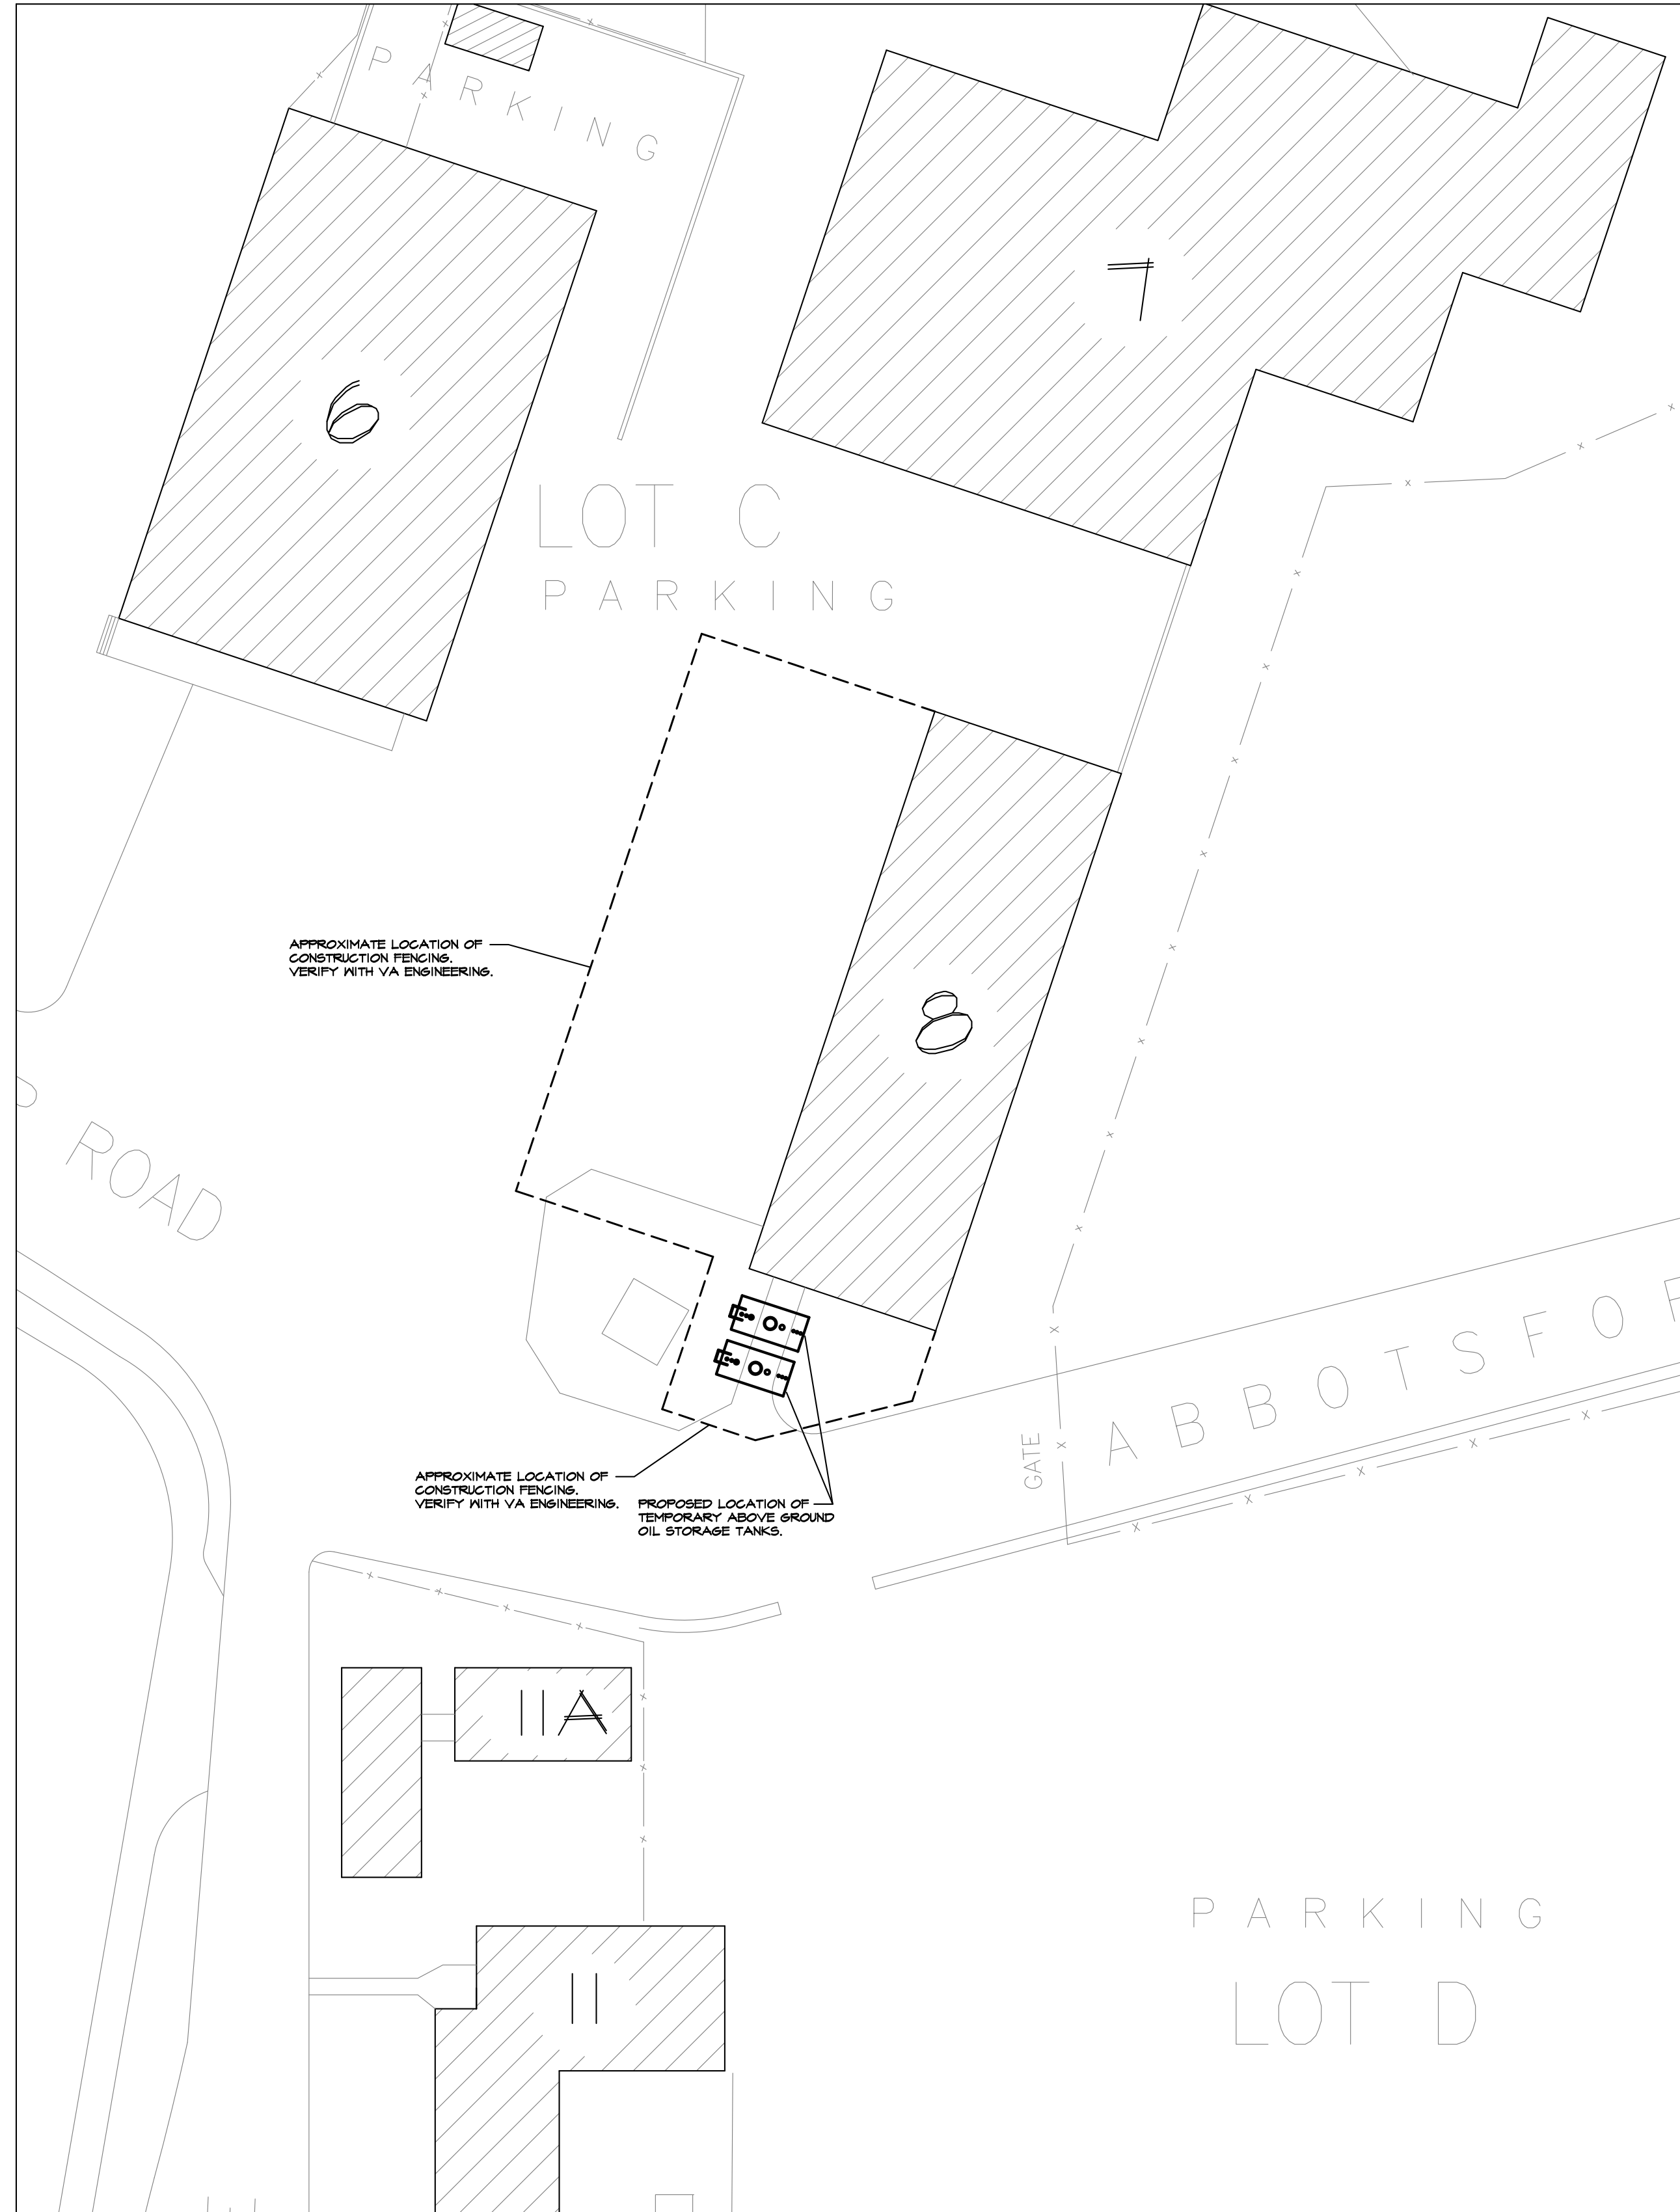 PARKING
7
6
LOT C
PARKING
APPROXIMATE LOCATION OF
CONSTRUCTION FENCING.
VERIFY WITH VA ENGINEERING.
8
ROAD
ABBOTSFO
GATE
APPROXIMATE LOCATION OF
CONSTRUCTION FENCING.
VERIFY WITH VA ENGINEERING.
PROPOSED LOCATION OF
TEMPORARY ABOVE GROUND
OIL STORAGE TANKS.
11A
PARKING
LOT D
11